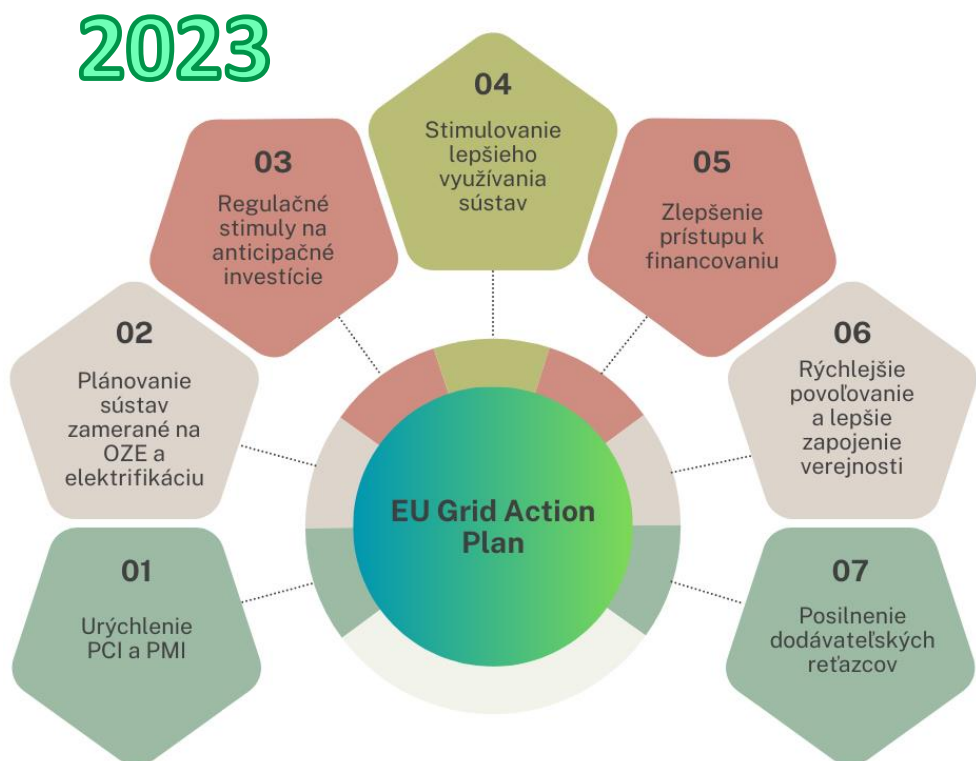 2023
01
Urýchlenie
PCI a PMI
02
Plánovanie
sústav
zamerané na
OZE a
elektrifikáciu
03
Regulačné
stimuly na
anticipačné
investície
04
Stimulovanie
lepšieho
využívania
sústav
05
Zlepšenie
prístupu k
financovaniu
06
Rýchlejšie
povoľovanie
a lepšie
zapojenie
verejnosti
07
Posilnenie
dodávateľských
reťazcov
EU Grid Action
Plan